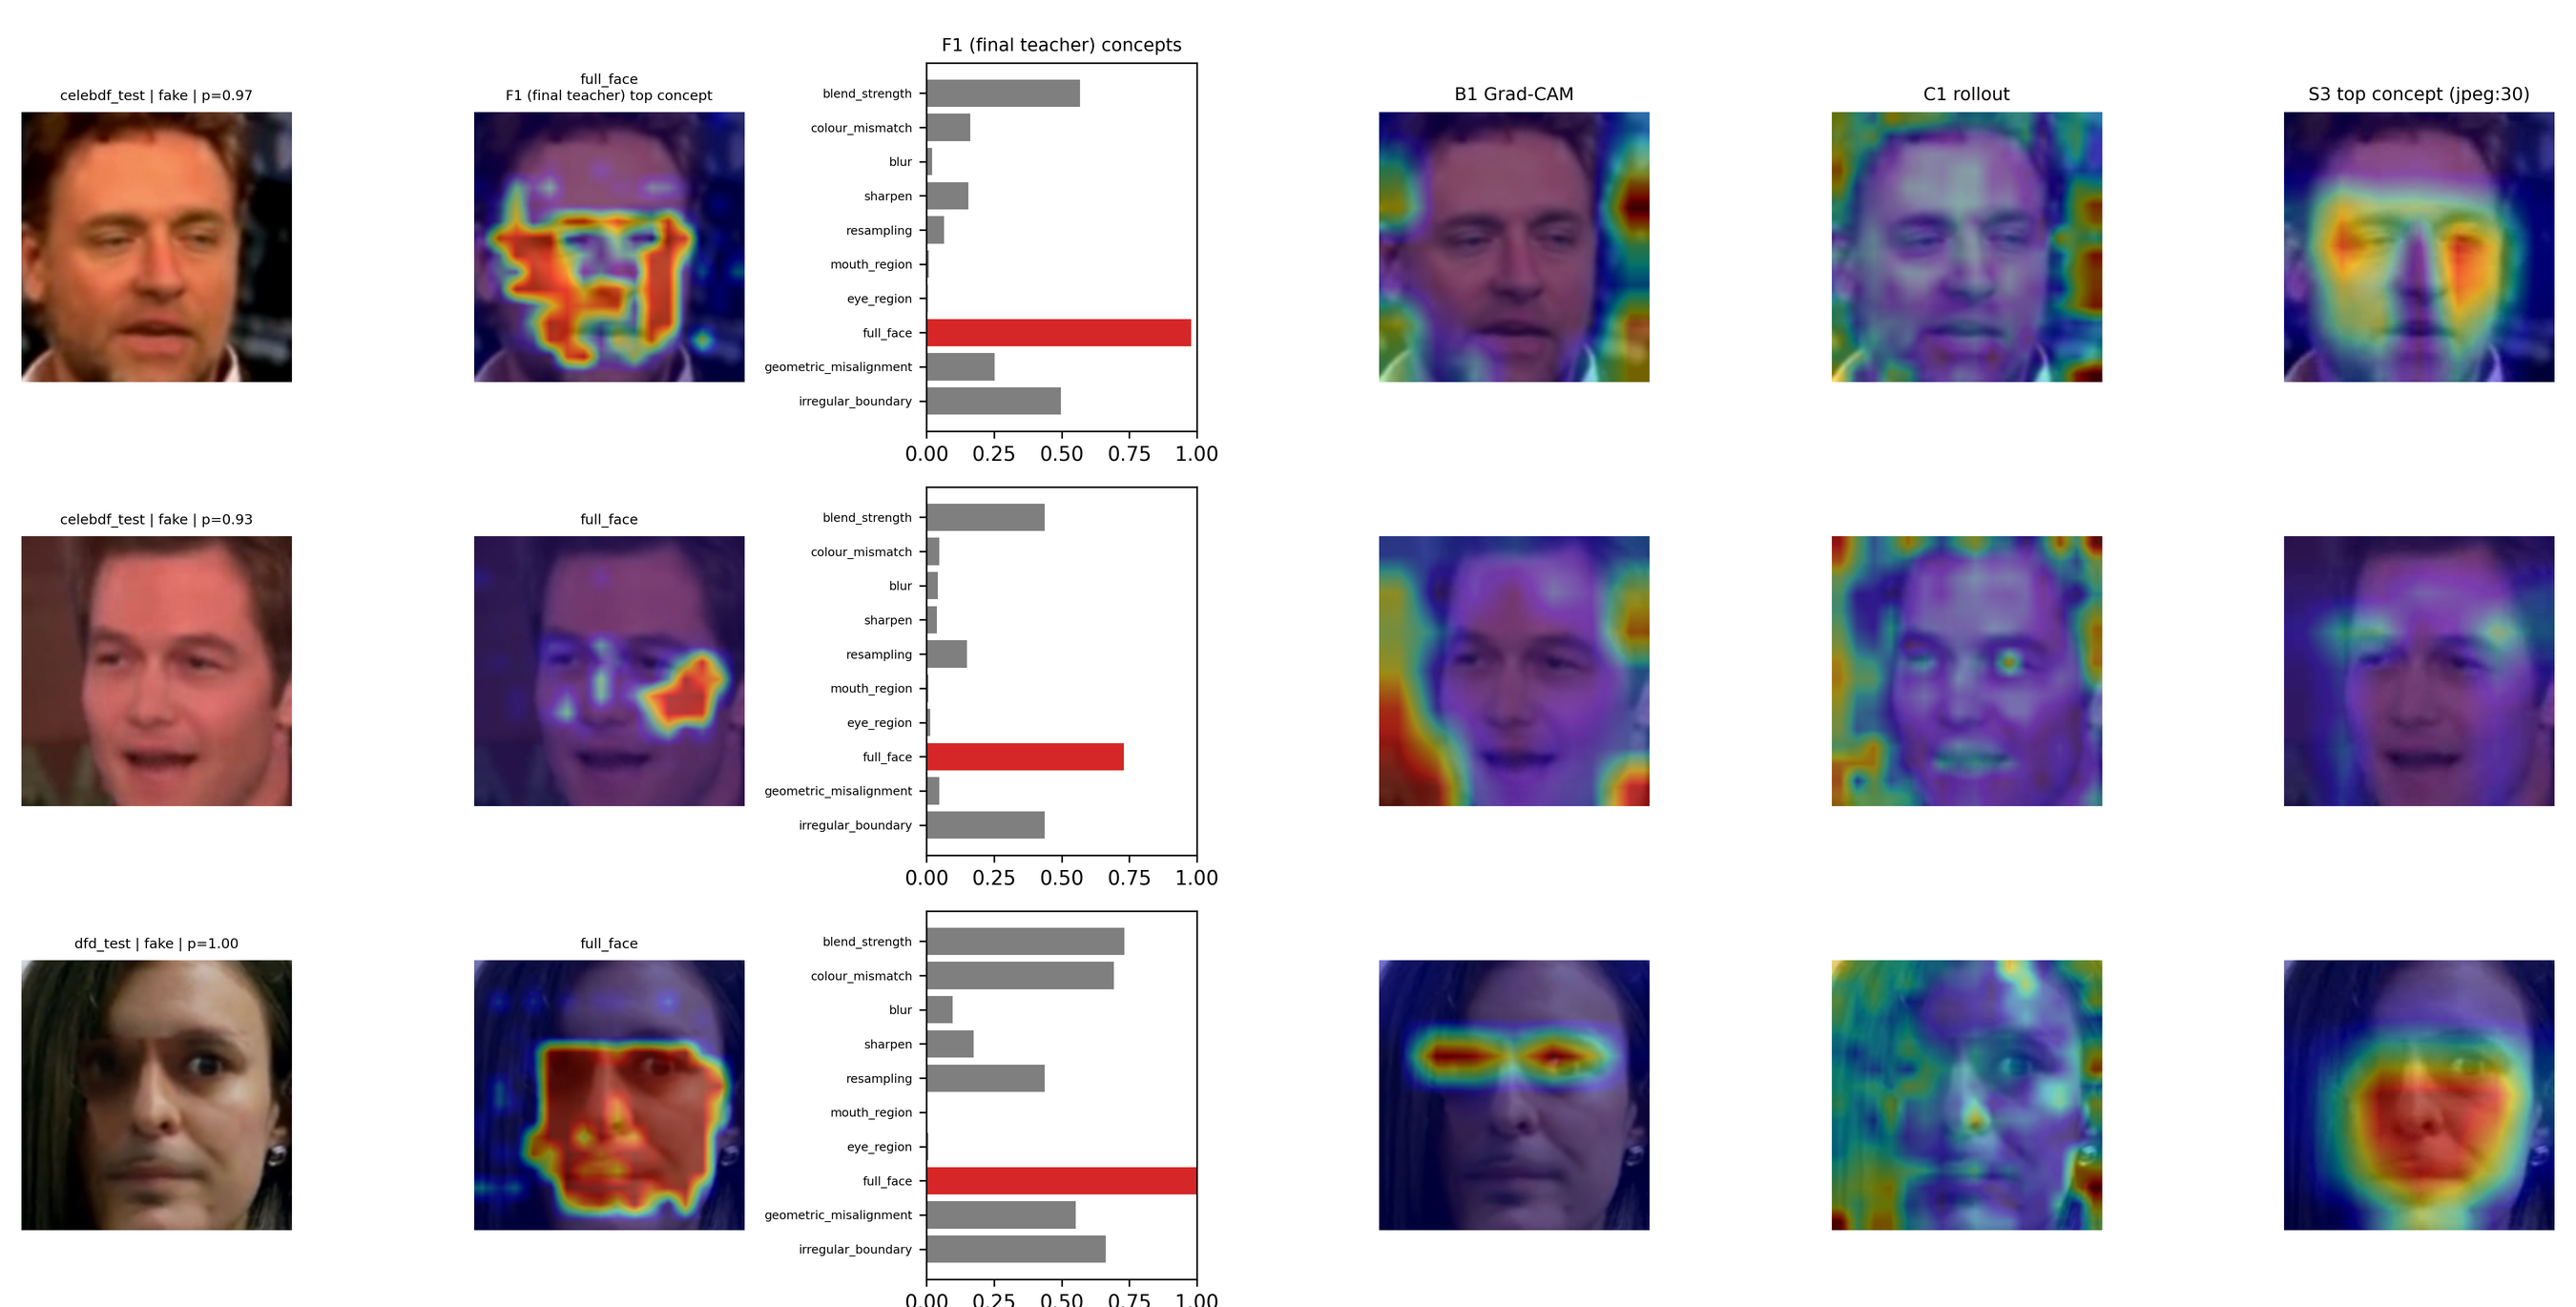 F1 (final teacher) concepts
full_face
celebdf_test | fake | p=0.97
F1 (final teacher) top concept
B1 Grad-CAM
C1 rollout
S3 top concept (jpeg:30)
blend_strength
colour_mismatch
blur
sharpen
resampling
mouth_region
eye_region
full_face
geometric_misalignment
irregular_boundary
0.00 0.25 0.50 0.75 1.00
celebdf_test | fake | p=0.93
full_face
blend_strength
colour_mismatch
blur
sharpen
resampling
mouth_region
eye_region
full_face
geometric_misalignment
irregular_boundary
0.00 0.25 0.50 0.75 1.00
dfd_test | fake | p=1.00
full_face
blend_strength
colour_mismatch
blur
sharpen
resampling
mouth_region
eye_region
full_face
geometric_misalignment
irregular_boundary
0.00 0.25 0.50 0.75 1.00